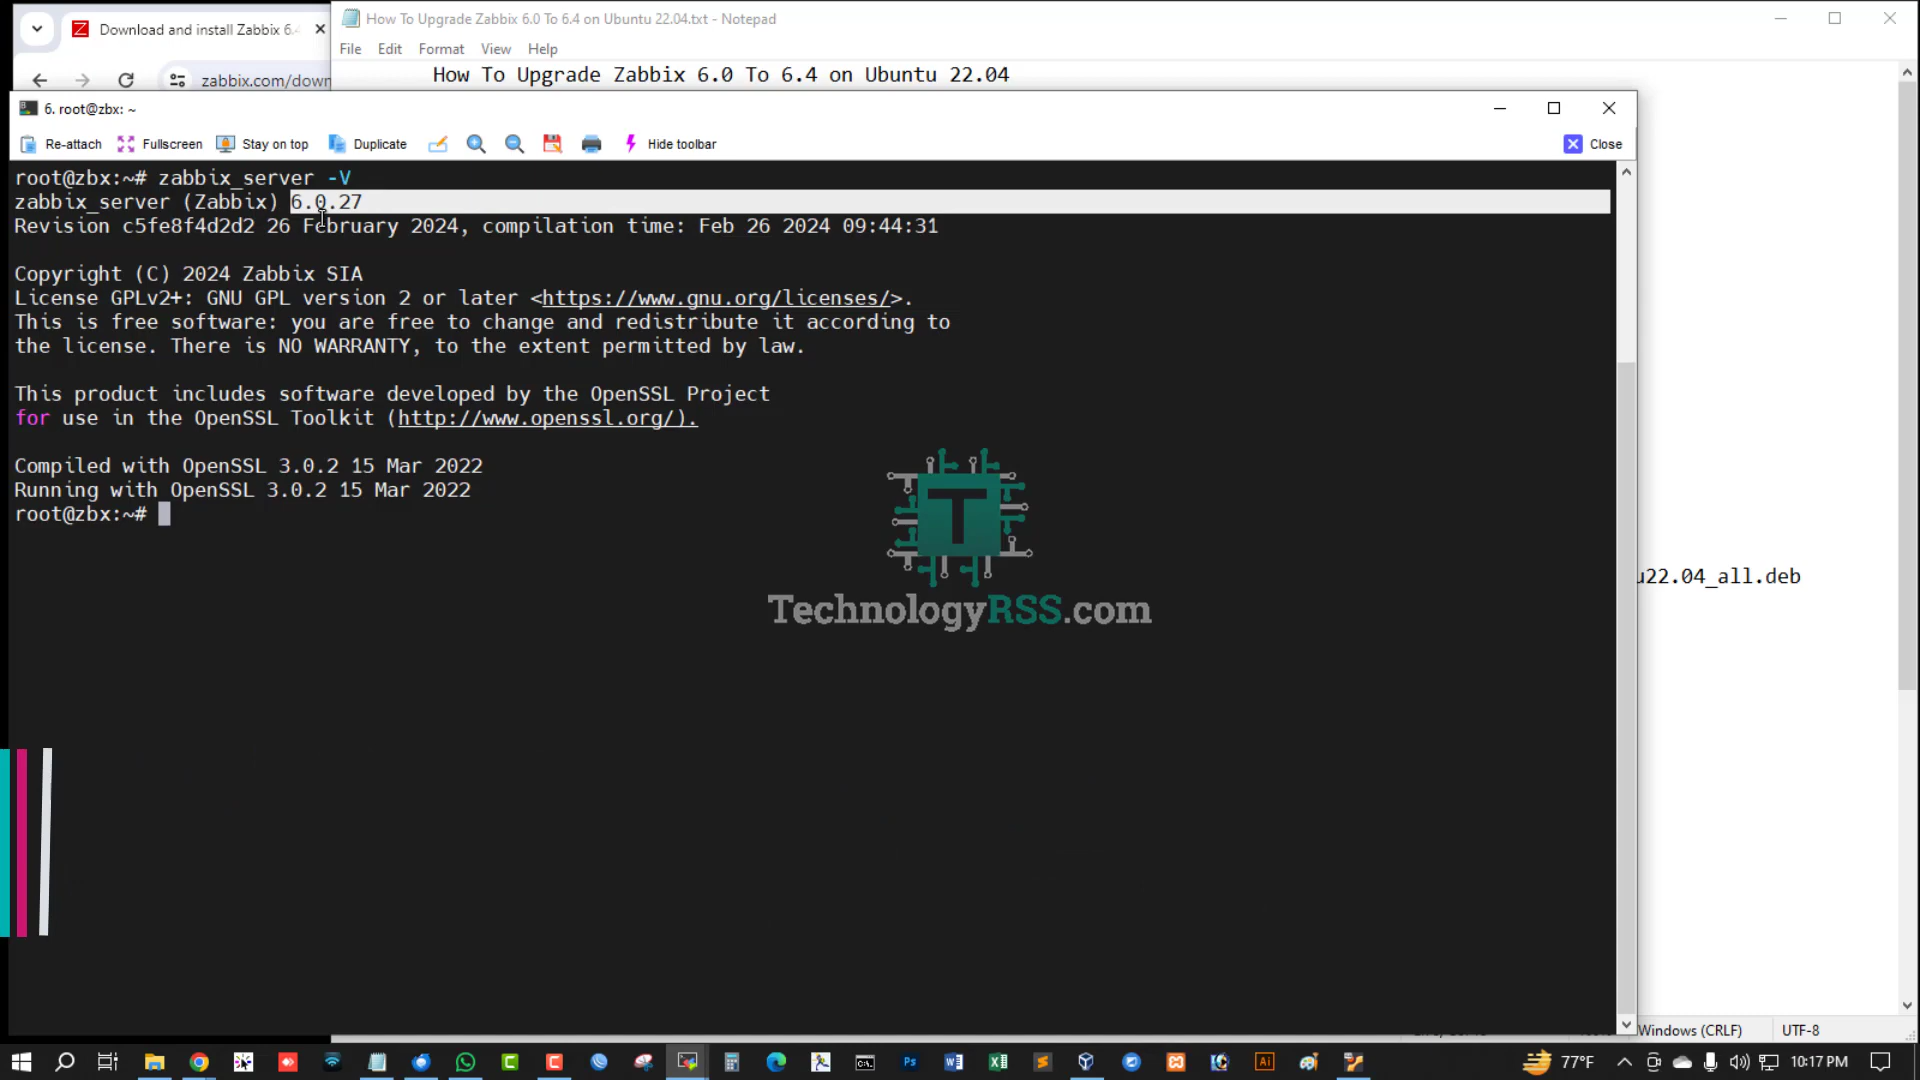 How To Upgrade Zabbix 6.0 To 6.4 on Ubuntu 22.04.txt - Notepad
Download and install Zabbix 6.
File Edit Format View Help
zabbix.com/down
How To Upgrade Zabbix 6.0 To 6.4 on Ubuntu 22.04
6. root@zbx: ~
Re-attach Fullscreen Stay on top Duplicate Hide toolbar Close
root@zbx:~# zabbix_server -V
zabbix_server (Zabbix) 6.0.27
Revision c5fe8f4d2d2 26 February 2024, compilation time: Feb 26 2024 09:44:31
Copyright (C) 2024 Zabbix SIA
License GPLv2+: GNU GPL version 2 or later <https://www.gnu.org/licenses/>.
This is free software: you are free to change and redistribute it according to
the license. There is NO WARRANTY, to the extent permitted by law.
This product includes software developed by the OpenSSL Project
for use in the OpenSSL Toolkit (http://www.openssl.org/).
Compiled with OpenSSL 3.0.2 15 Mar 2022
Running with OpenSSL 3.0.2 15 Mar 2022
root@zbx:~#
u22.04_all.deb
T
TechnologyRSS.com
Windows (CRLF) UTF-8
77°F 10:17 PM